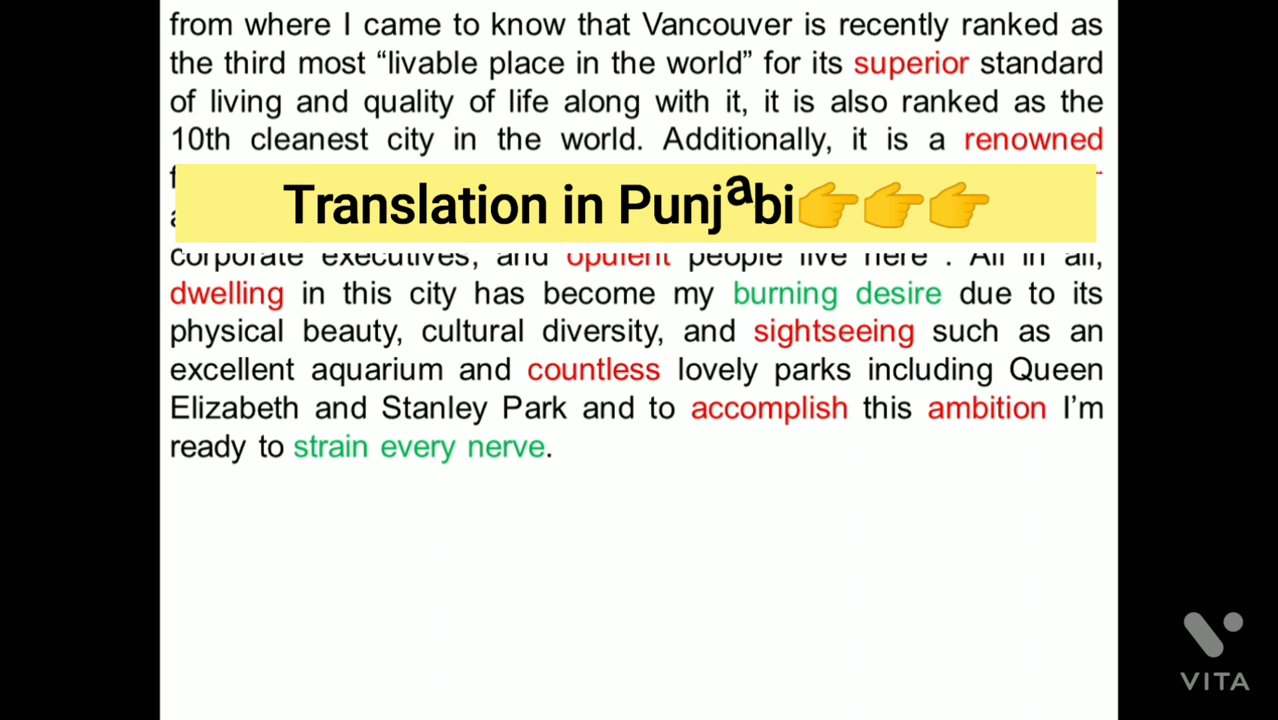 from where I came to know that Vancouver is recently ranked as
the third most “livable place in the world” for its superior standard
of living and quality of life along with it, it is also ranked as the
10th cleanest city in the world. Additionally, it is a renowned
Translation in Punjabi👉👉👉
corporate executives, and opulent people live here . All in all,
dwelling in this city has become my burning desire due to its
physical beauty, cultural diversity, and sightseeing such as an
excellent aquarium and countless lovely parks including Queen
Elizabeth and Stanley Park and to accomplish this ambition I’m
ready to strain every nerve.
VITA